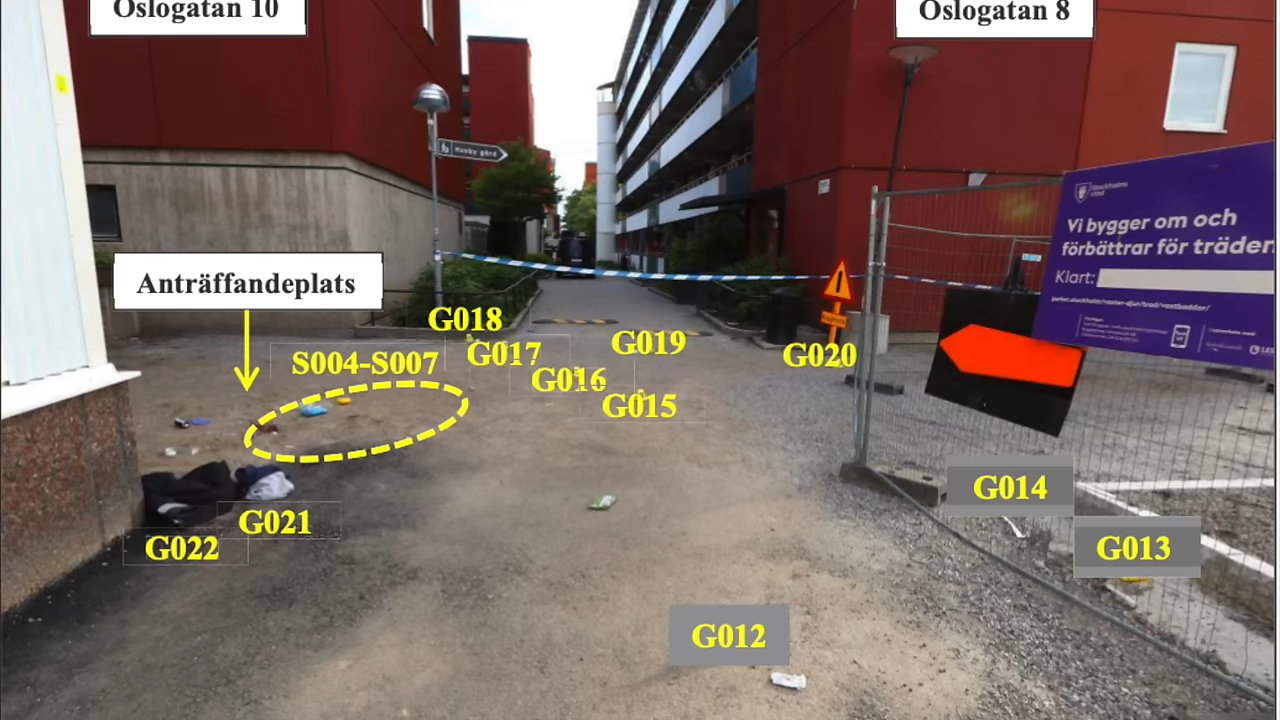 Oslogatan 10
Oslogatan 8
Husby gård
Stockholms
stad
Vi bygger om och
förbättrar för träden
Klart:
Anträffandeplats
G018
S004-S007
G017
G019
G016
G020
G015
G014
G021
G022
G013
G012